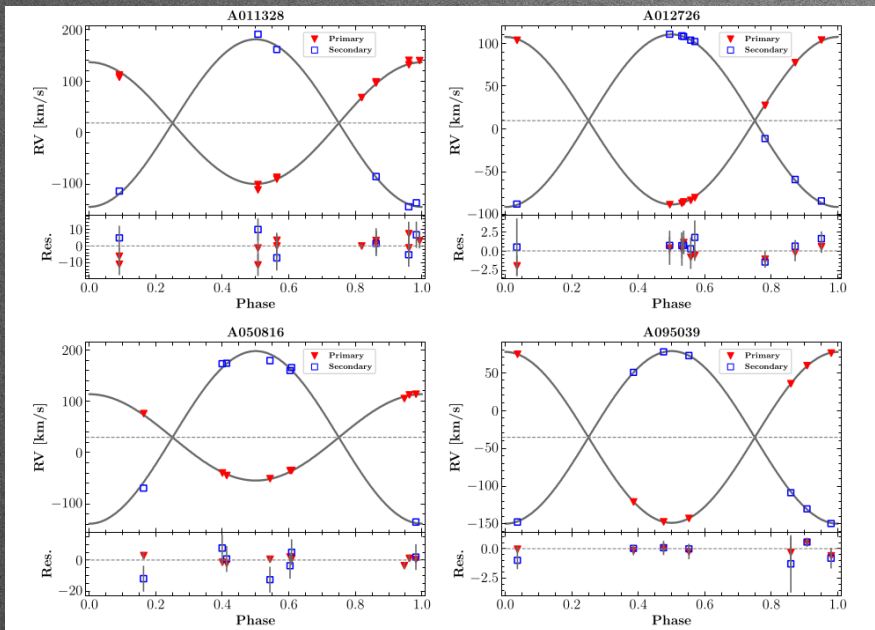 A011328
200
100
0
−100
RV [km/s]
Primary
Secondary
10
0
−10
Res.
0.0 0.2 0.4 0.6 0.8 1.0
Phase
A012726
100
50
0
−50
−100
RV [km/s]
Primary
Secondary
2.5
0.0
−2.5
Res.
0.0 0.2 0.4 0.6 0.8 1.0
Phase
A050816
200
100
0
−100
RV [km/s]
Primary
Secondary
0
−20
Res.
0.0 0.2 0.4 0.6 0.8 1.0
Phase
A095039
50
0
−50
−100
−150
RV [km/s]
Primary
Secondary
0.0
−2.5
Res.
0.0 0.2 0.4 0.6 0.8 1.0
Phase